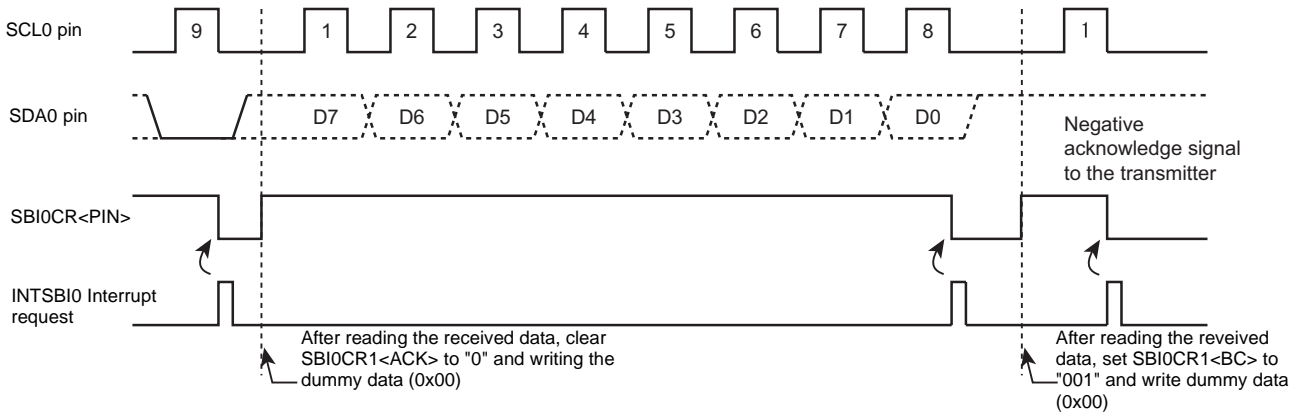 SCL0 pin
9 1 2 3 4 5 6 7 8 1
SDA0 pin
D7 D6 D5 D4 D3 D2 D1 D0
Negative
acknowledge signal
to the transmitter
SBI0CR<PIN>
INTSBI0 Interrupt
request
After reading the received data, clear
SBI0CR1<ACK> to "0" and writing the
dummy data (0x00)
After reading the reveived
data, set SBI0CR1<BC> to
"001" and write dummy data
(0x00)